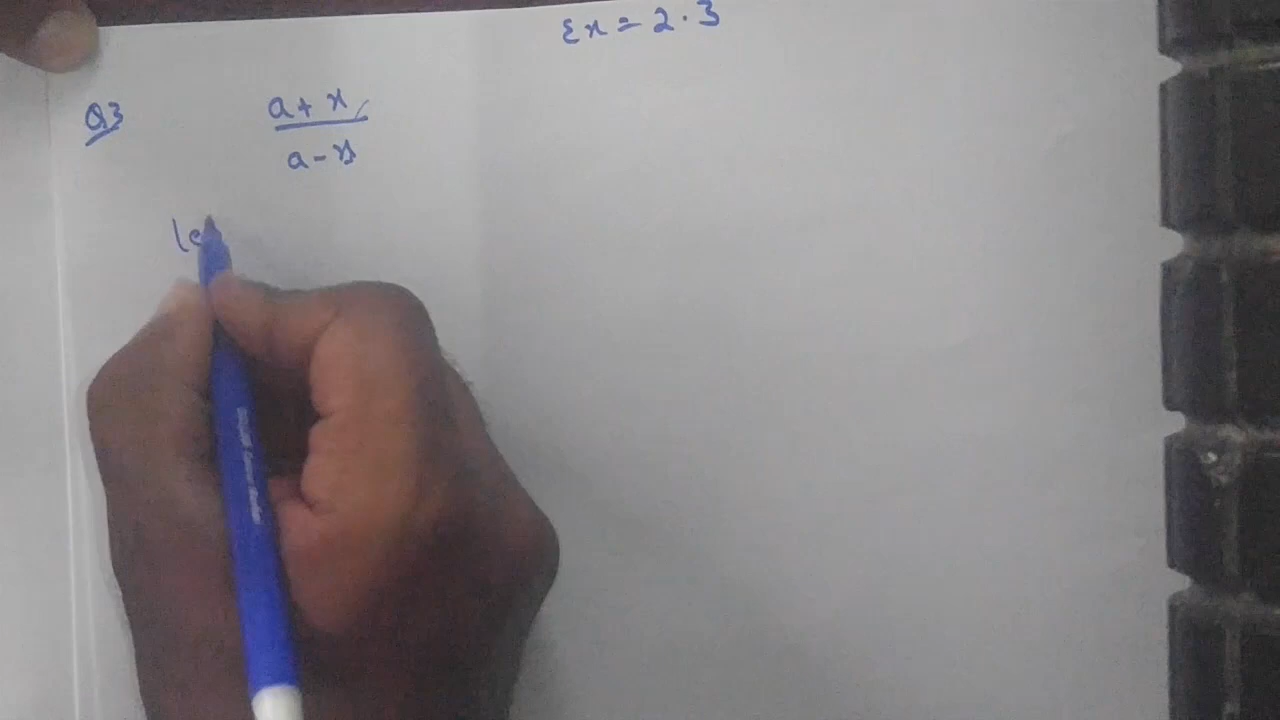 Ex = 2.3
Q3
a + x
a - x
le